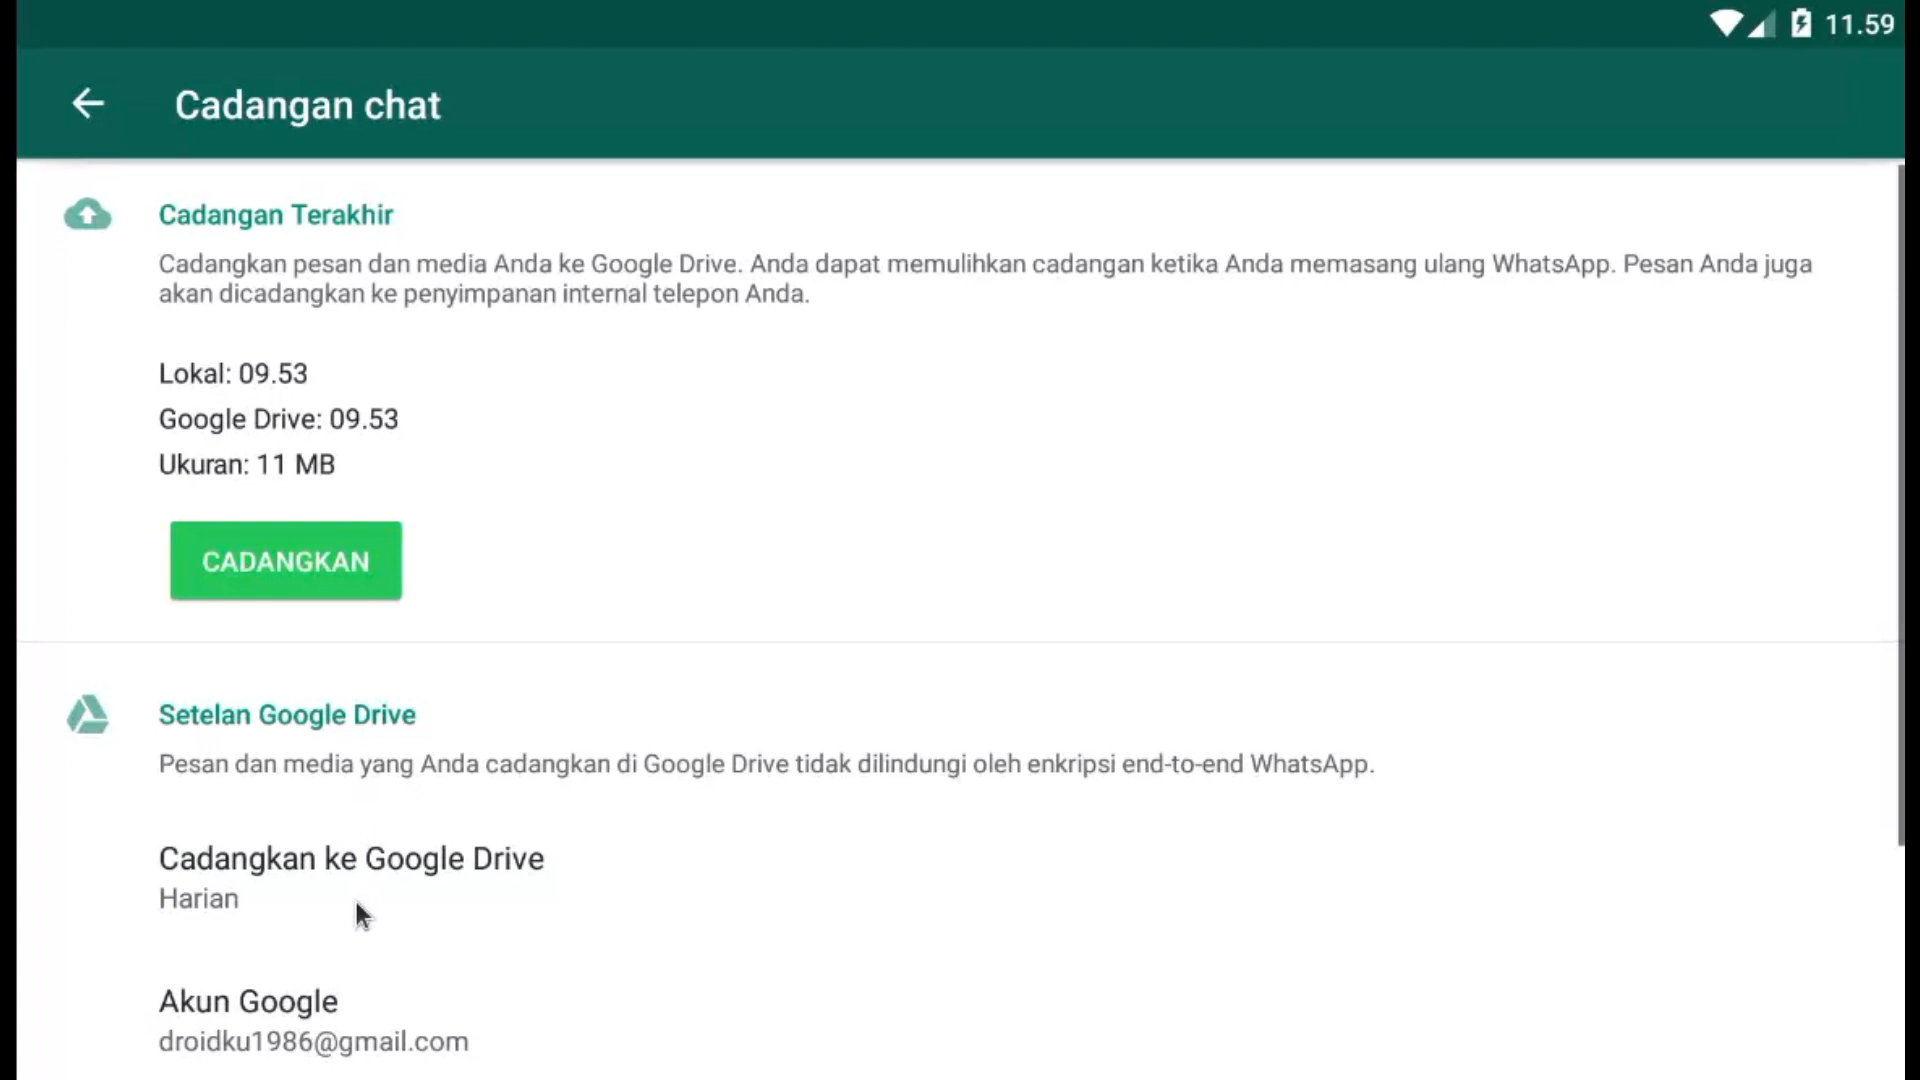 11.59
Cadangan chat
Cadangan Terakhir
Cadangkan pesan dan media Anda ke Google Drive. Anda dapat memulihkan cadangan ketika Anda memasang ulang WhatsApp. Pesan Anda juga
akan dicadangkan ke penyimpanan internal telepon Anda.
Lokal: 09.53
Google Drive: 09.53
Ukuran: 11 MB
CADANGKAN
Setelan Google Drive
Pesan dan media yang Anda cadangkan di Google Drive tidak dilindungi oleh enkripsi end-to-end WhatsApp.
Cadangkan ke Google Drive
Harian
Akun Google
droidku1986@gmail.com